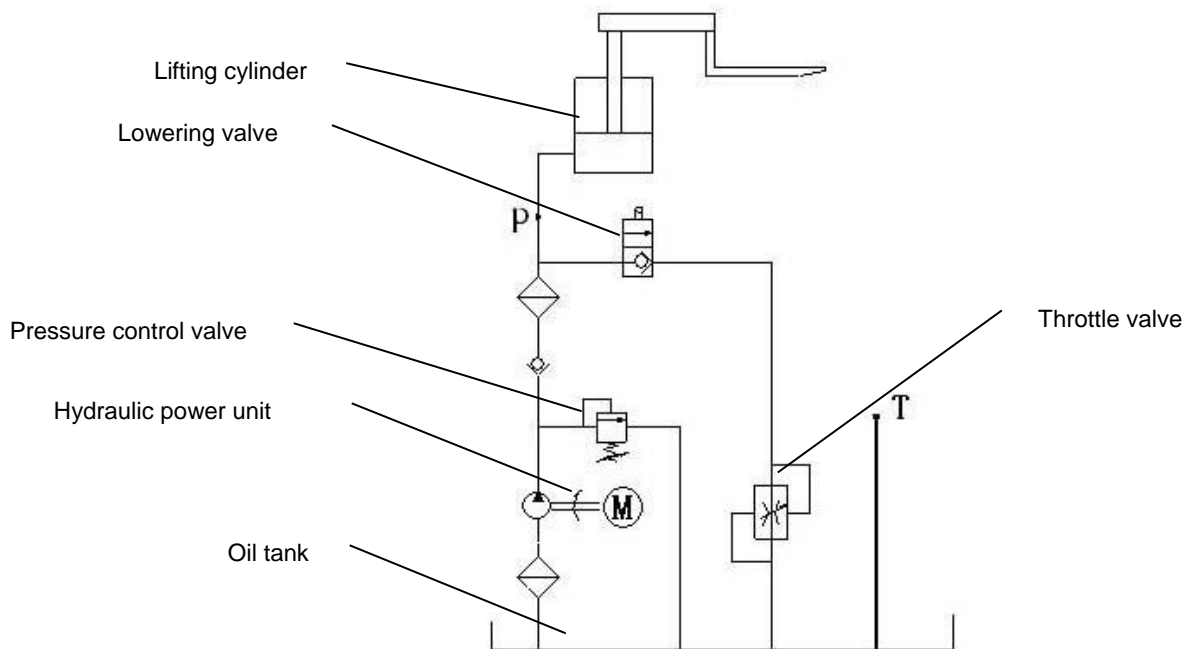 Lifting cylinder
Lowering valve
P
Pressure control valve
Throttle valve
Hydraulic power unit
T
M
Oil tank